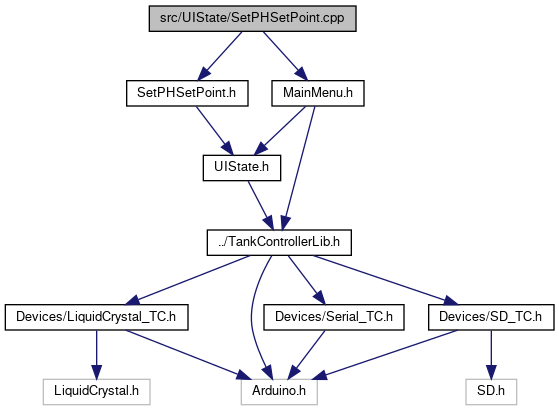 src/UIState/SetPHSetPoint.cpp
SetPHSetPoint.h
MainMenu.h
UIState.h
../TankControllerLib.h
Devices/LiquidCrystal_TC.h
Devices/Serial_TC.h
Devices/SD_TC.h
LiquidCrystal.h
Arduino.h
SD.h